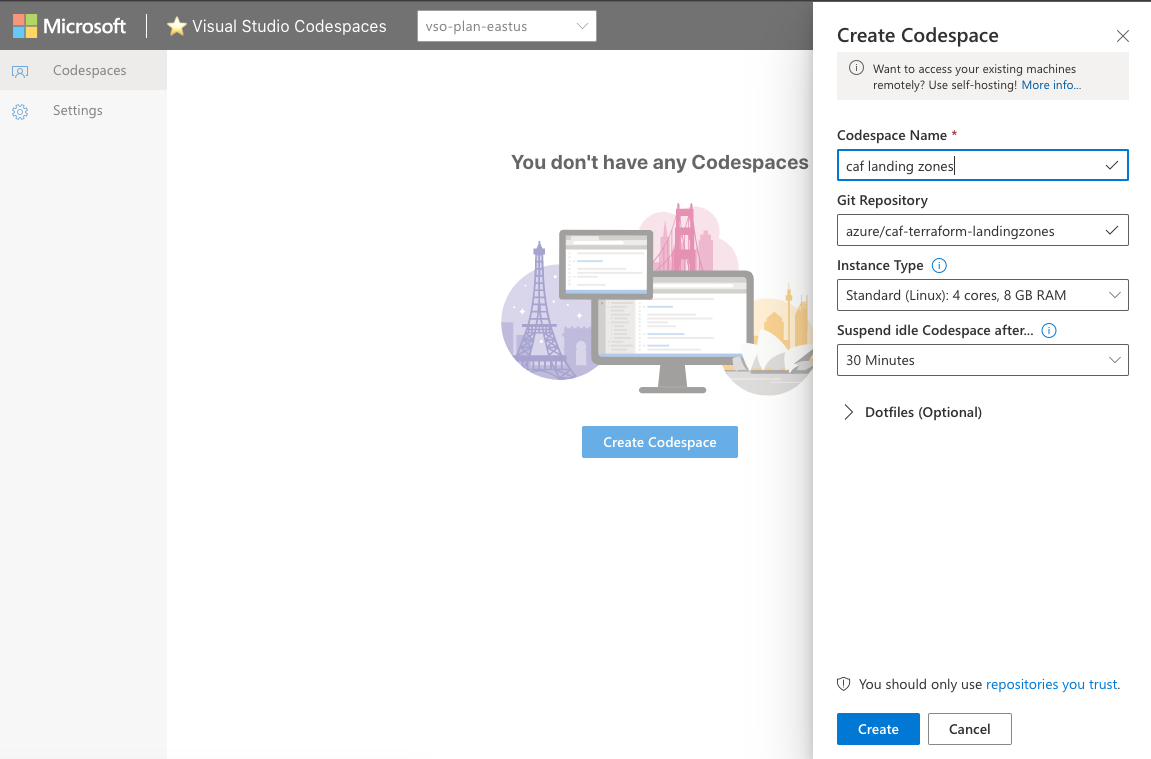 Microsoft
Visual Studio Codespaces
vso-plan-eastus
Codespaces
Settings
You don't have any Codespaces
Create Codespace
Create Codespace
Want to access your existing machines
remotely? Use self-hosting! More info...
Codespace Name *
caf landing zones
Git Repository
azure/caf-terraform-landingzones
Instance Type
Standard (Linux): 4 cores, 8 GB RAM
Suspend idle Codespace after...
30 Minutes
Dotfiles (Optional)
You should only use repositories you trust.
Create
Cancel